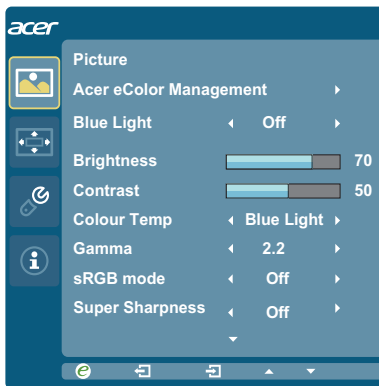 acer
Picture
Acer eColor Management
Blue Light Off
Brightness 70
Contrast 50
Colour Temp Blue Light
Gamma 2.2
sRGB mode Off
Super Sharpness Off
e